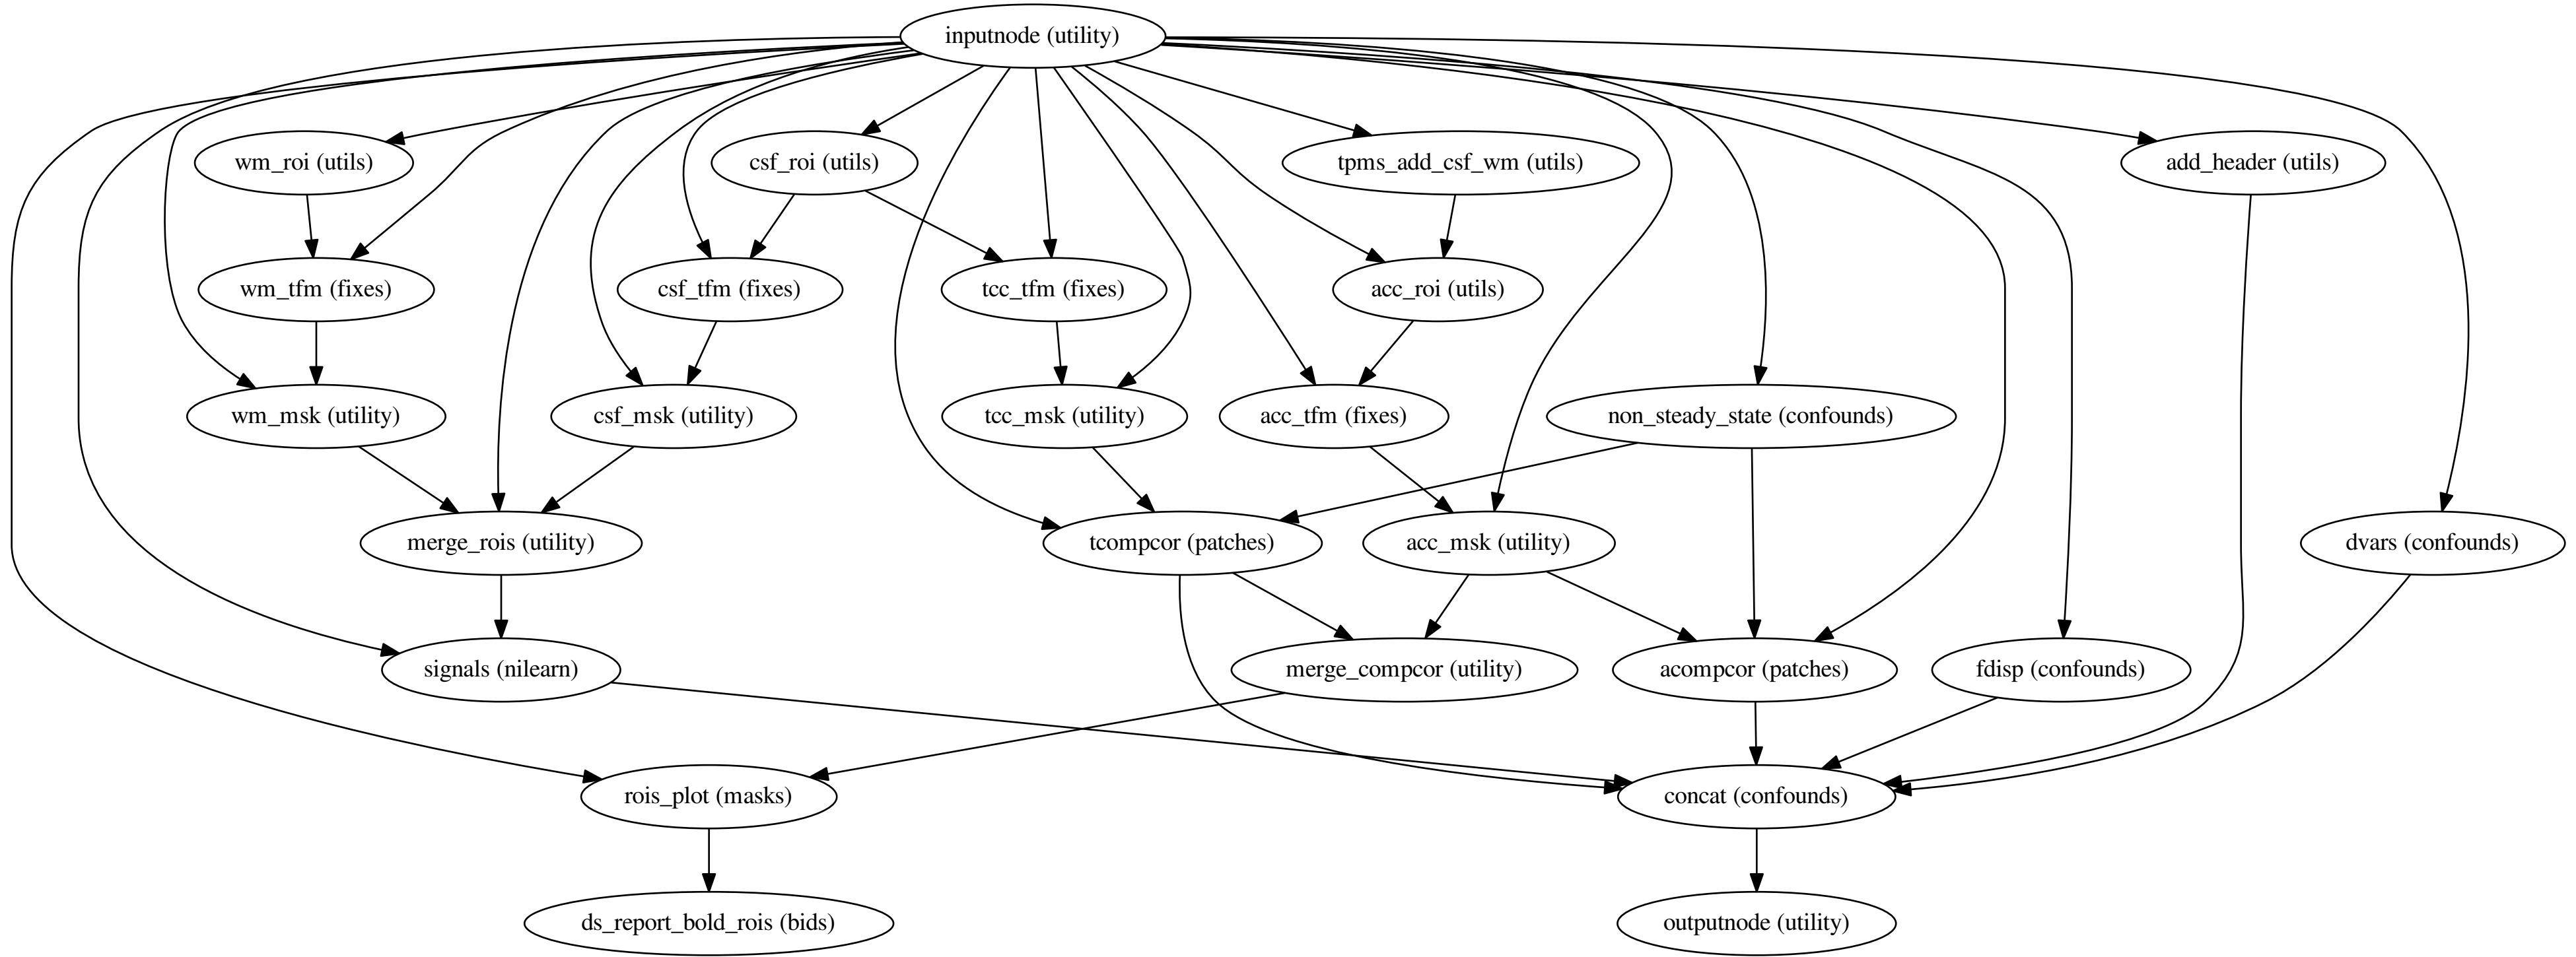 inputnode (utility)
wm_roi (utils)
csf_roi (utils)
tpms_add_csf_wm (utils)
add_header (utils)
wm_tfm (fixes)
csf_tfm (fixes)
tcc_tfm (fixes)
acc_roi (utils)
wm_msk (utility)
csf_msk (utility)
tcc_msk (utility)
acc_tfm (fixes)
non_steady_state (confounds)
merge_rois (utility)
tcompcor (patches)
acc_msk (utility)
dvars (confounds)
signals (nilearn)
merge_compcor (utility)
acompcor (patches)
fdisp (confounds)
rois_plot (masks)
concat (confounds)
ds_report_bold_rois (bids)
outputnode (utility)